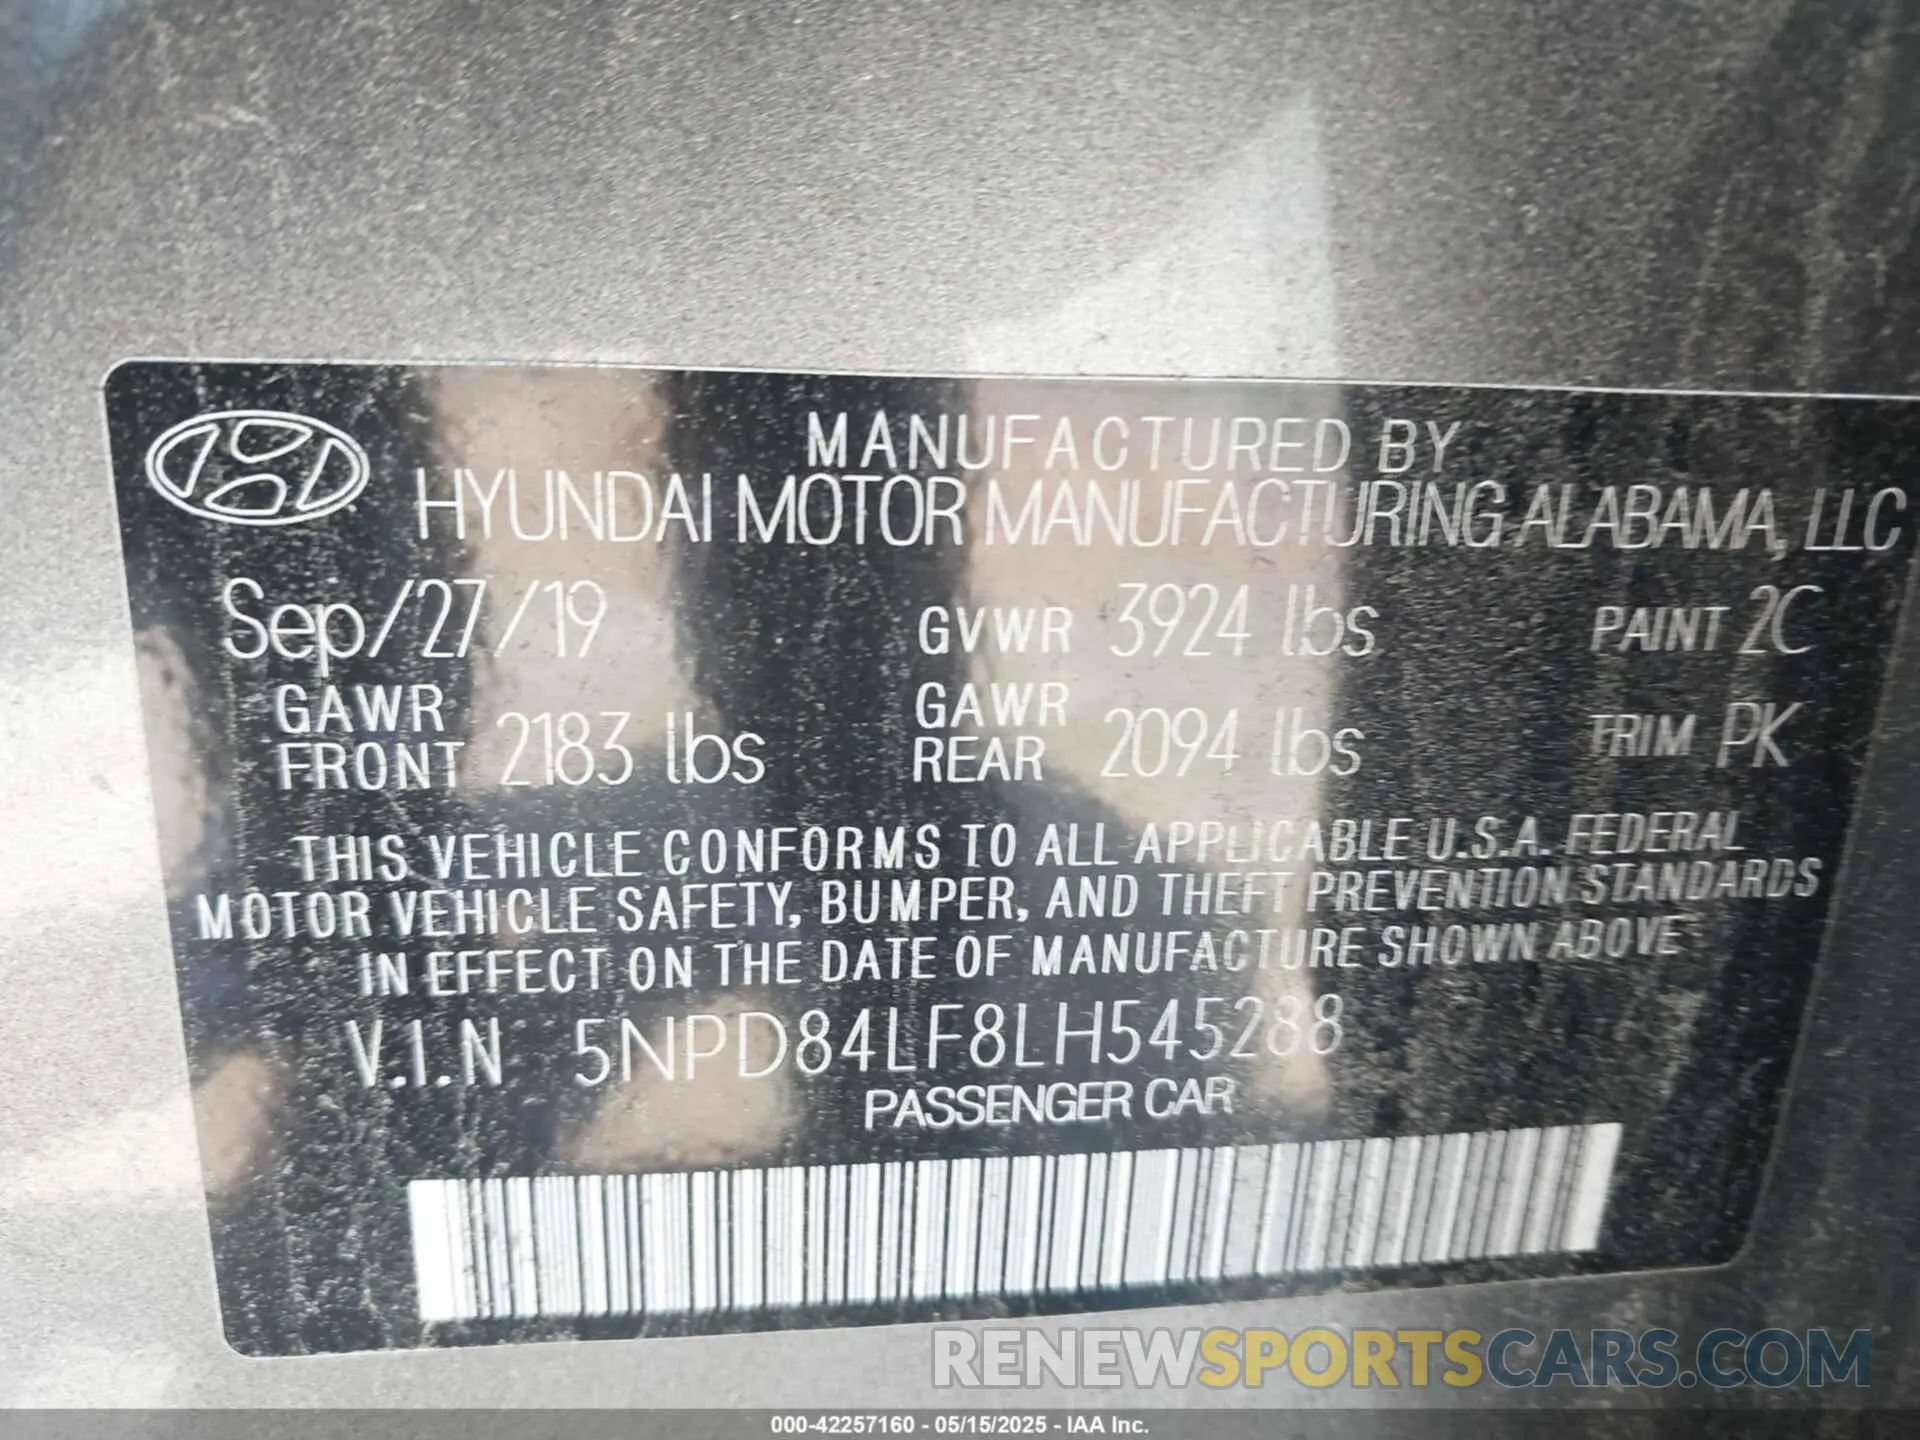 MANUFACTURED BY
HYUNDAI MOTOR MANUFACTURING ALABAMA, LLC
Sep/27/19 GVWR 3924 lbs PAINT 2C
GAWR FRONT 2183 lbs GAWR REAR 2094 lbs TRIM PK
THIS VEHICLE CONFORMS TO ALL APPLICABLE U.S.A. FEDERAL
MOTOR VEHICLE SAFETY, BUMPER, AND THEFT PREVENTION STANDARDS
IN EFFECT ON THE DATE OF MANUFACTURE SHOWN ABOVE
V.I.N 5NPD84LF8LH545288
PASSENGER CAR
RENEWSPORTSCARS.COM
000-42257160 - 05/15/2025 - IAA Inc.